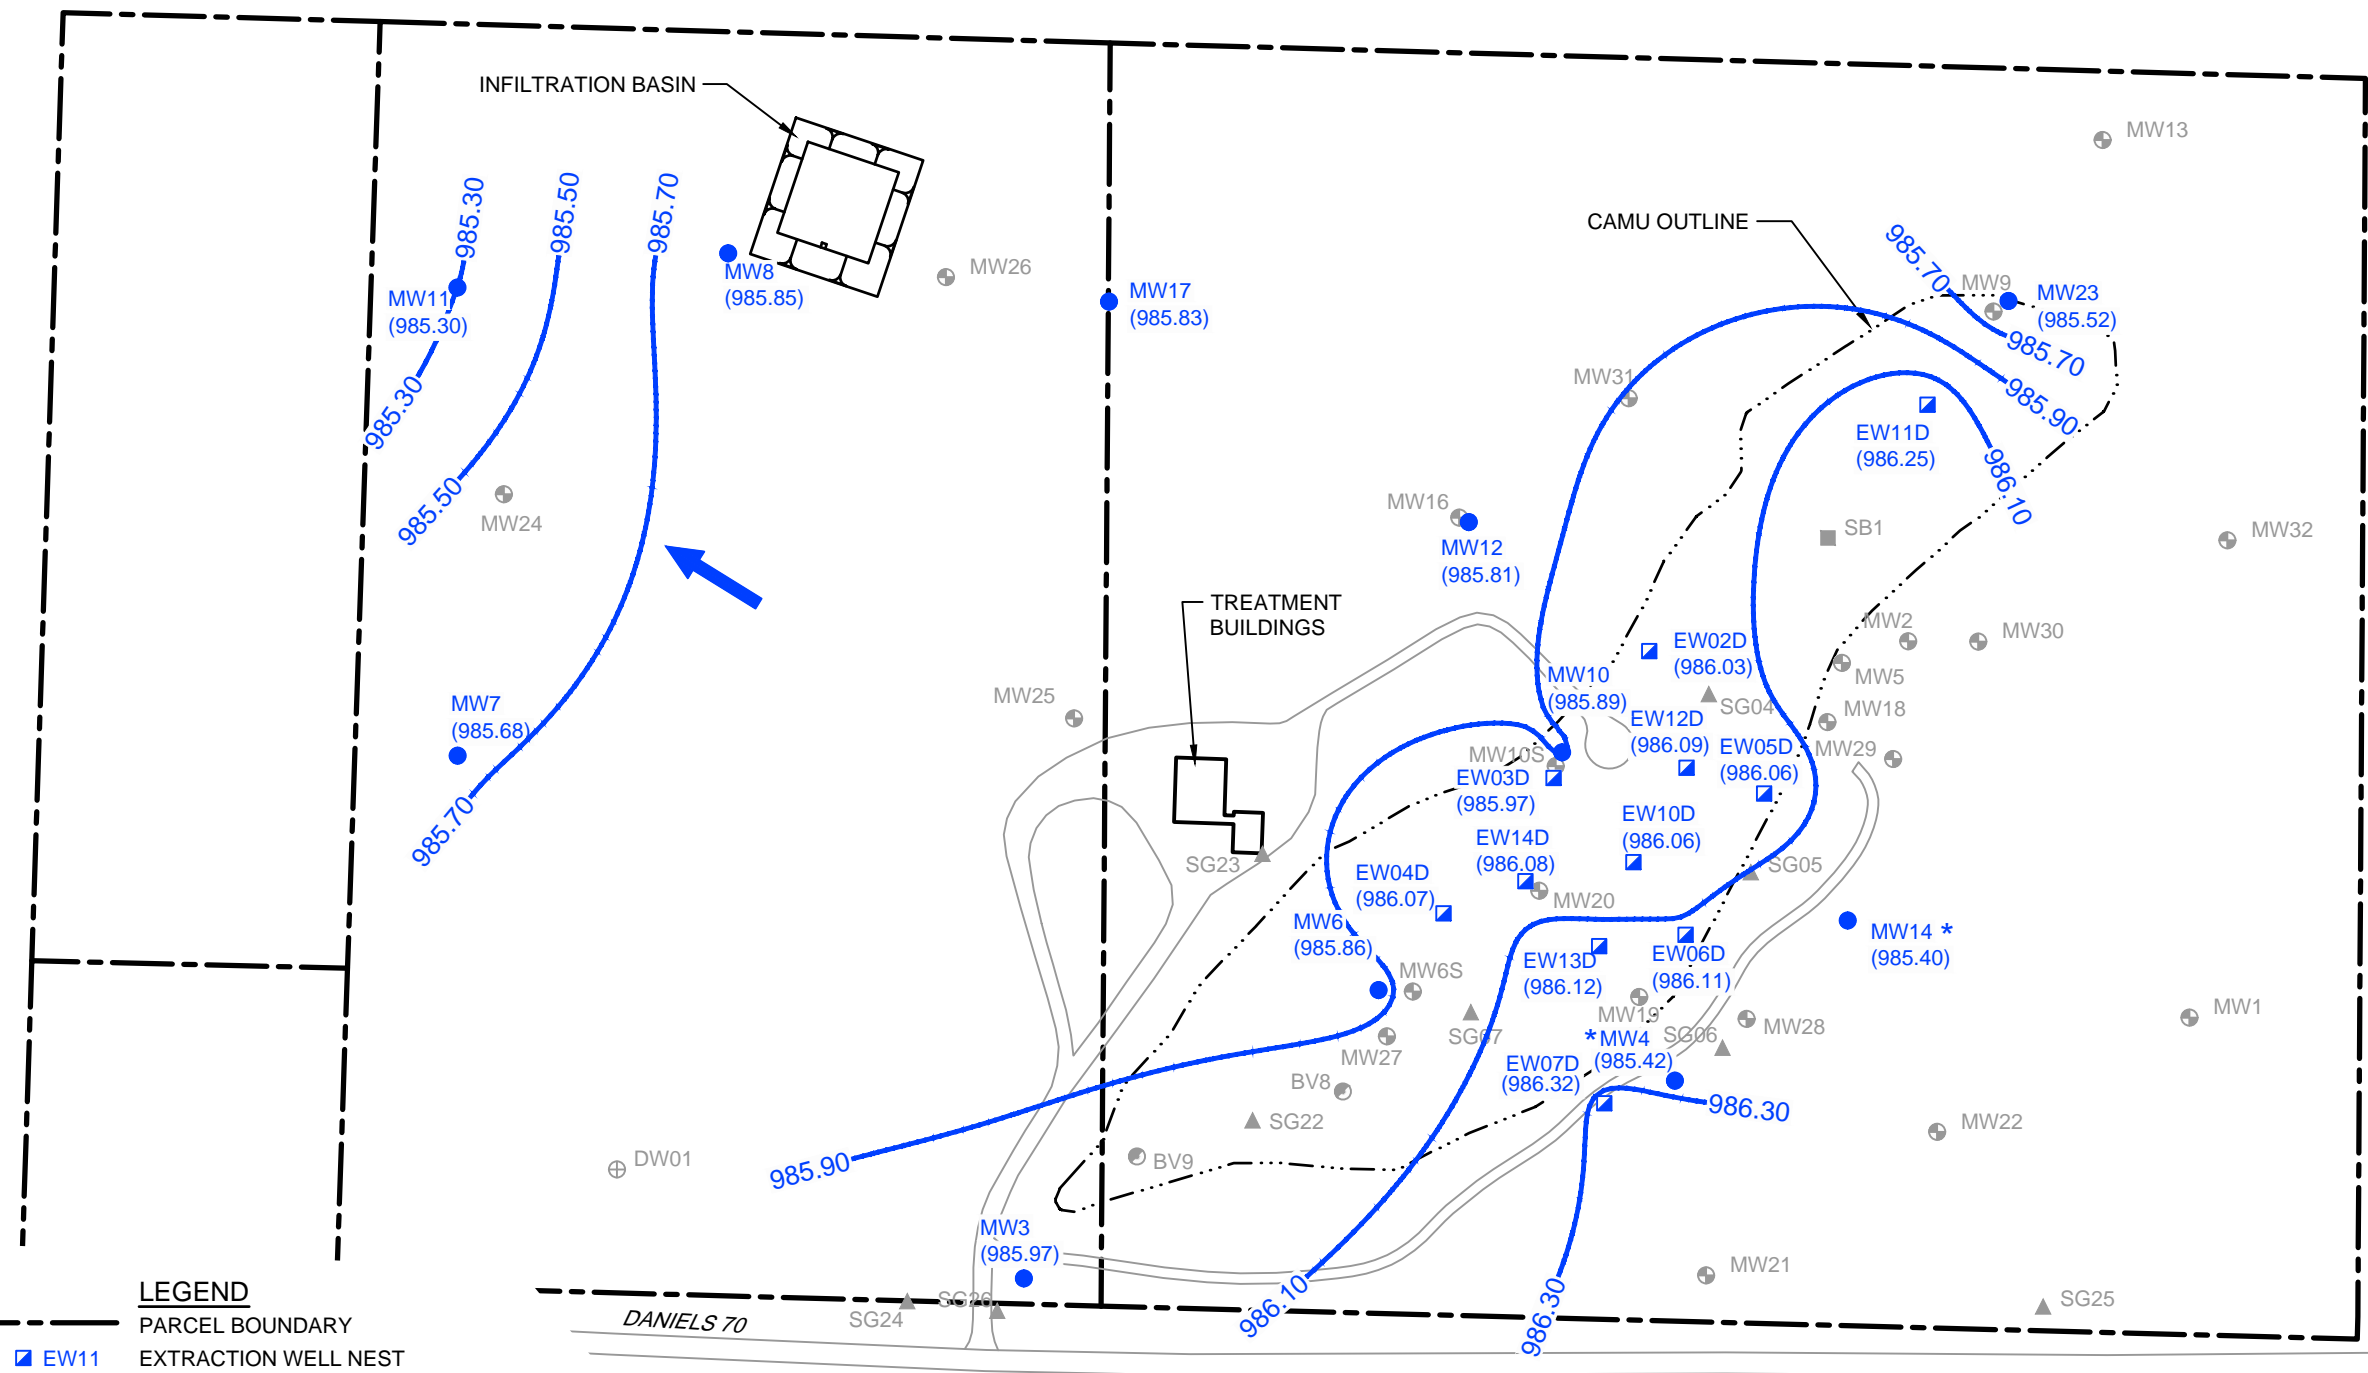 INFILTRATION BASIN
MW13
985.30
985.50
985.70
CAMU OUTLINE
985.70
MW8
(985.85)
MW26
MW11
(985.30)
MW17
(985.83)
MW9
MW23
(985.52)
985.70
985.30
MW31
985.90
EW11D
(986.25)
985.50
MW24
MW16
986.10
SB1
MW32
MW12
(985.81)
TREATMENT
BUILDINGS
MW2
MW30
EW02D
(986.03)
MW5
MW7
(985.68)
MW25
MW10
(985.89)
SG04
MW18
EW12D
(986.09)
EW05D
(986.06)
MW29
MW10S
EW03D
(985.97)
985.70
EW10D
(986.06)
EW14D
(986.08)
SG23
SG05
EW04D
(986.07)
MW20
MW6
(985.86)
MW14 *
(985.40)
EW13D
(986.12)
EW06D
(986.11)
MW6S
MW1
MW19
MW28
SG07
SG06
* MW4
(985.42)
MW27
EW07D
(986.32)
BV8
986.30
SG22
MW22
985.90
DW01
BV9
MW3
(985.97)
MW21
986.10
986.30
SG26
SG24
SG25
DANIELS 70
LEGEND
PARCEL BOUNDARY
EW11 EXTRACTION WELL NEST